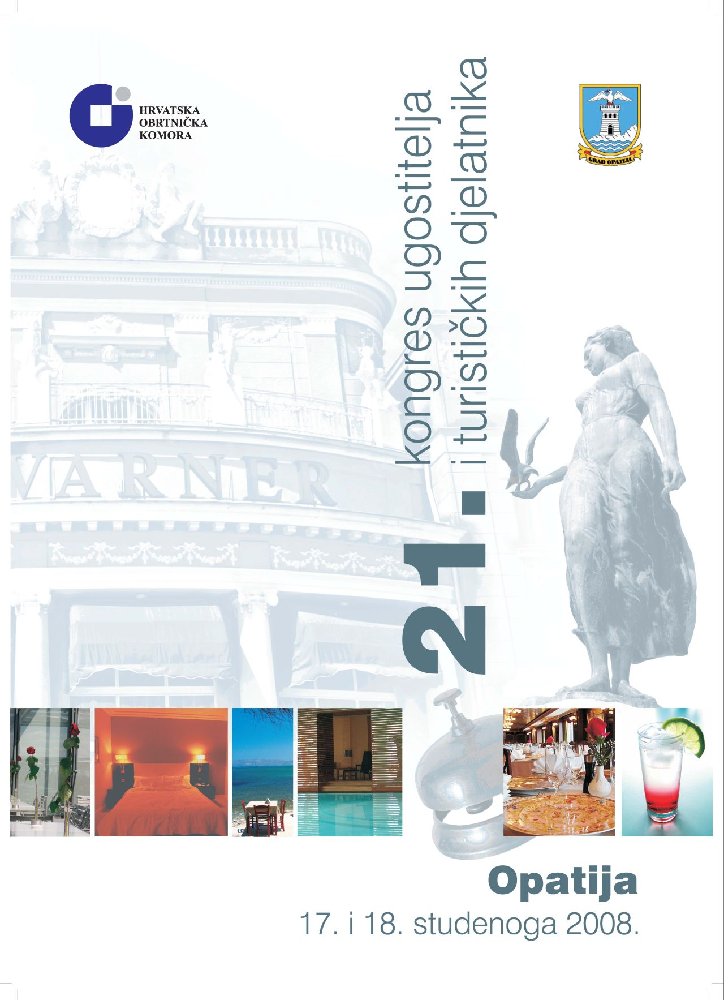 HRVATSKA
OBRTNIČKA
KOMORA
GRAD OPATIJA
21.
kongres ugostitelja
i turističkih djelatnika
VARNER
Opatija
17. i 18. studenoga 2008.